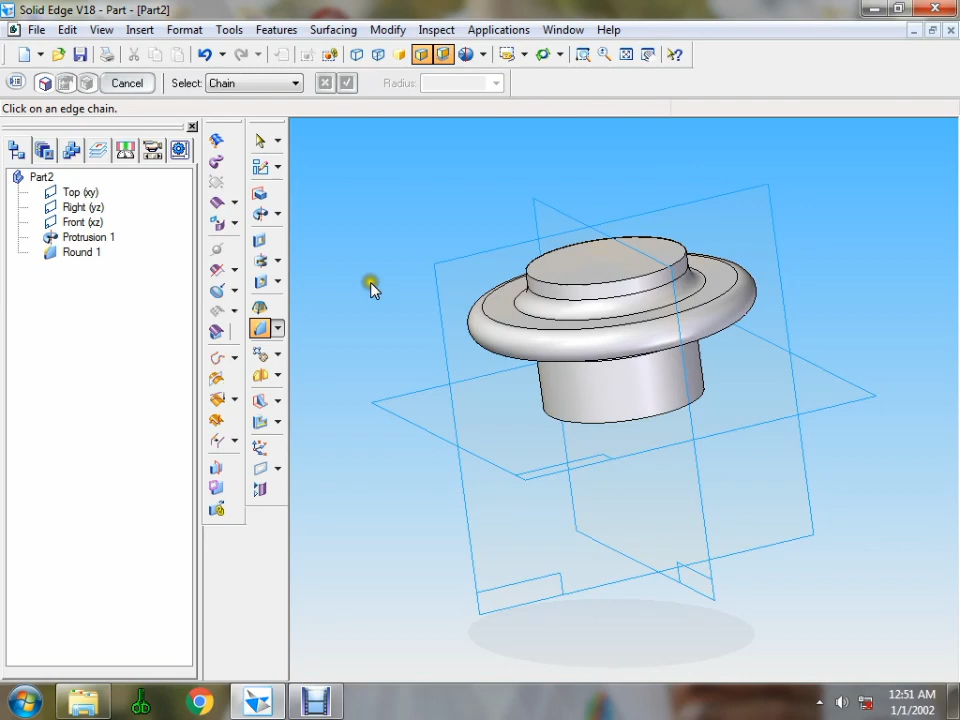 Solid Edge V18 - Part - [Part2]
File Edit View Insert Format Tools Features Surfacing Modify Inspect Applications Window Help
Cancel Select: Chain Radius:
Click on an edge chain.
Part2
Top (xy)
Right (yz)
Front (xz)
Protrusion 1
Round 1
12:51 AM
1/1/2002